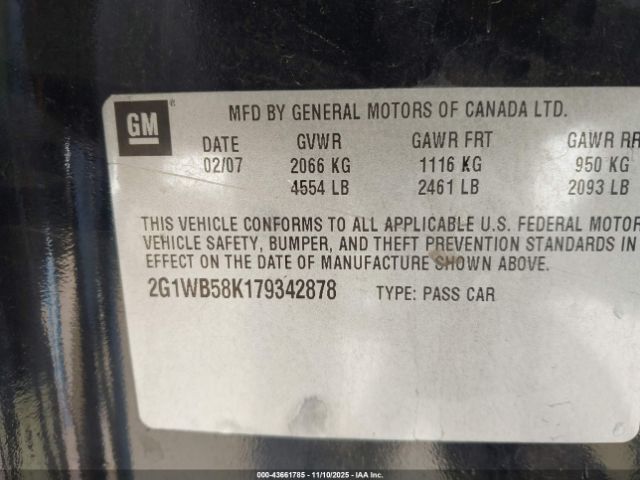 GM ®
MFD BY GENERAL MOTORS OF CANADA LTD.
DATE GVWR GAWR FRT GAWR RR
02/07 2066 KG 1116 KG 950 KG
4554 LB 2461 LB 2093 LB
THIS VEHICLE CONFORMS TO ALL APPLICABLE U.S. FEDERAL MOTOR
VEHICLE SAFETY, BUMPER, AND THEFT PREVENTION STANDARDS IN
EFFECT ON THE DATE OF MANUFACTURE SHOWN ABOVE.
2G1WB58K179342878 TYPE: PASS CAR
000-43661785 - 11/10/2025 - IAA Inc.